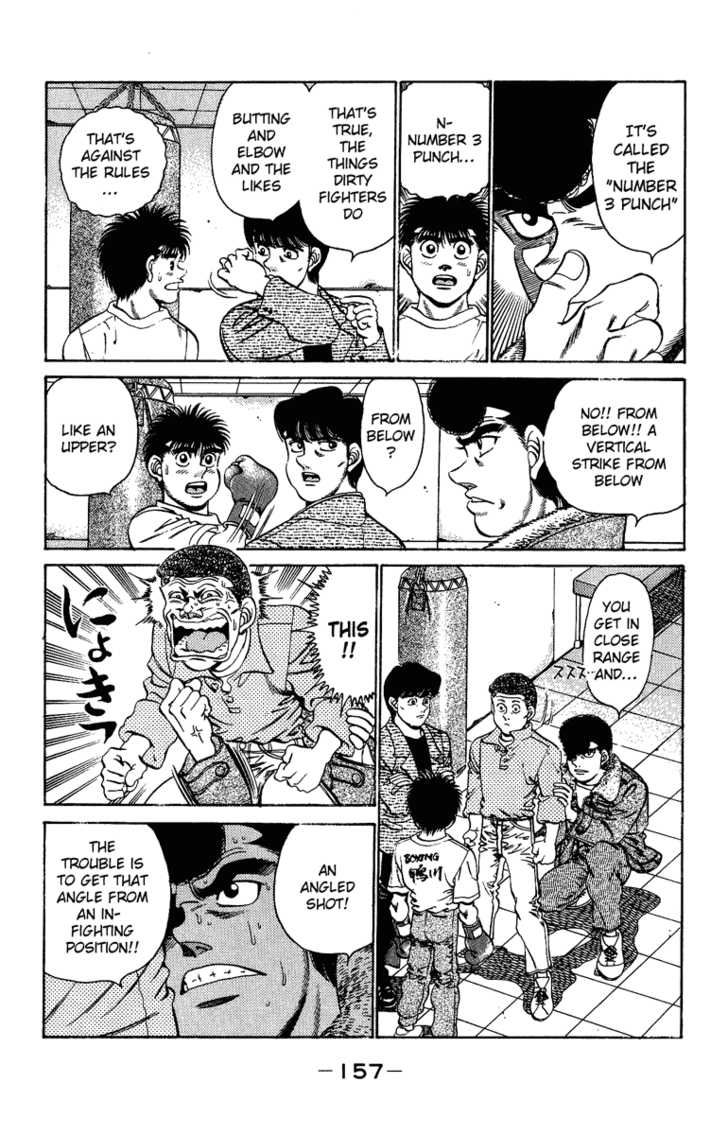 IT'S
CALLED
THE
"NUMBER
3 PUNCH"
N-
NUMBER 3
PUNCH...
THAT'S
TRUE,
THE
THINGS
DIRTY
FIGHTERS
DO
BUTTING
AND
ELBOW
AND THE
LIKES
THAT'S
AGAINST
THE RULES
...
NO!! FROM
BELOW!! A
VERTICAL
STRIKE FROM
BELOW
FROM
BELOW
?
LIKE AN
UPPER?
YOU
GET IN
CLOSE
RANGE
AND...
ススス…
BOXING
鴨川
THIS
!!
にょきっ
AN
ANGLED
SHOT!
THE
TROUBLE IS
TO GET THAT
ANGLE FROM
AN IN-
FIGHTING
POSITION!!
—157—